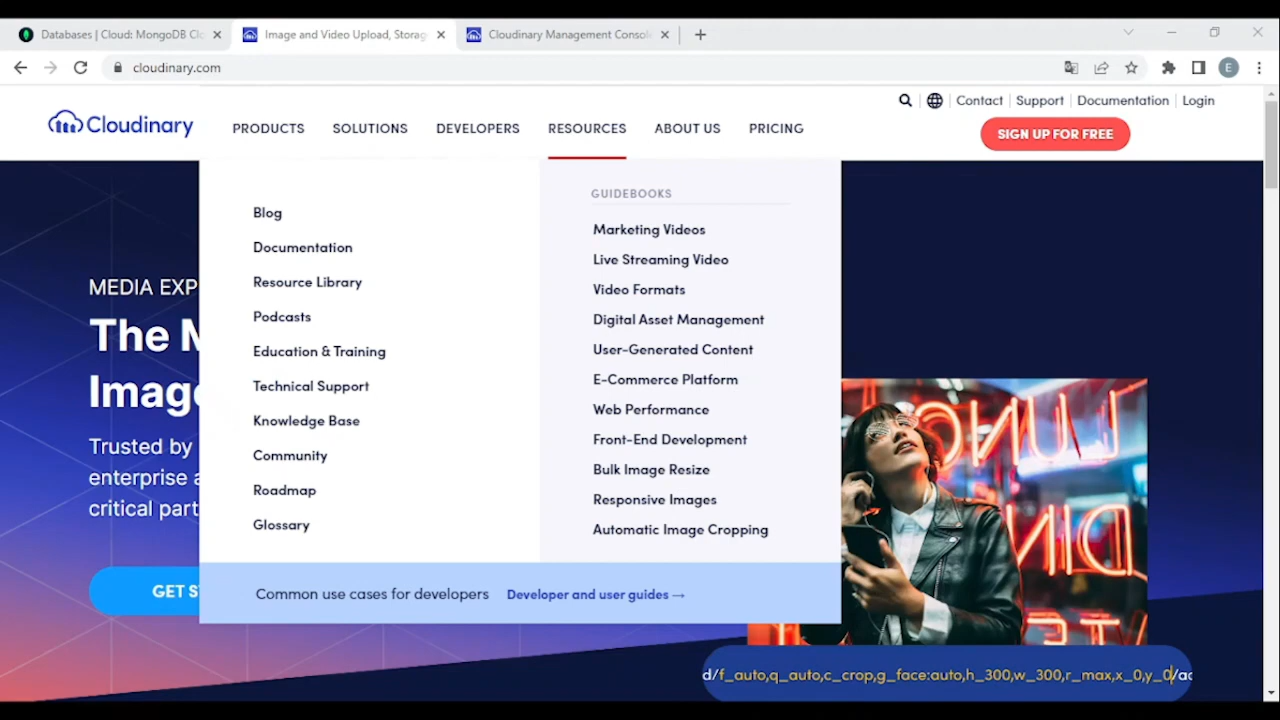 Databases | Cloud: MongoDB Clo
Image and Video Upload, Storag
Cloudinary Management Consol
cloudinary.com
E
Contact | Support | Documentation | Login
Cloudinary
PRODUCTS
SOLUTIONS
DEVELOPERS
RESOURCES
ABOUT US
PRICING
SIGN UP FOR FREE
Blog
Documentation
Resource Library
Podcasts
Education & Training
Technical Support
Knowledge Base
Community
Roadmap
Glossary
GUIDEBOOKS
Marketing Videos
Live Streaming Video
Video Formats
Digital Asset Management
User-Generated Content
E-Commerce Platform
Web Performance
Front-End Development
Bulk Image Resize
Responsive Images
Automatic Image Cropping
Common use cases for developers
Developer and user guides →
MEDIA EXP
The M
Image
Trusted by
enterprise a
critical part
GET S
d/f_auto,q_auto,c_crop,g_face:auto,h_300,w_300,r_max,x_0,y_0/ac